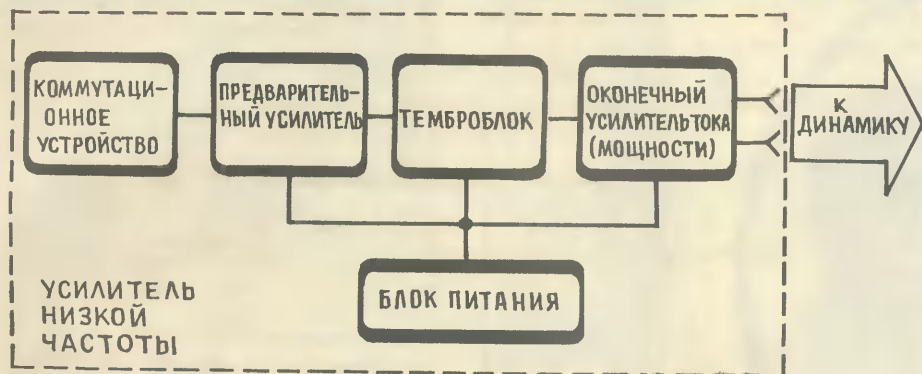 КОММУТАЦИ-
ОННОЕ
УСТРОЙСТВО
ПРЕДВАРИТЕЛЬ-
НЫЙ УСИЛИТЕЛЬ
ТЕМБРОБЛОК
ОКОНЕЧНЫЙ
УСИЛИТЕЛЬ ТОКА
(МОЩНОСТИ)
К
ДИНАМИКУ
БЛОК ПИТАНИЯ
УСИЛИТЕЛЬ
НИЗКОЙ
ЧАСТОТЫ